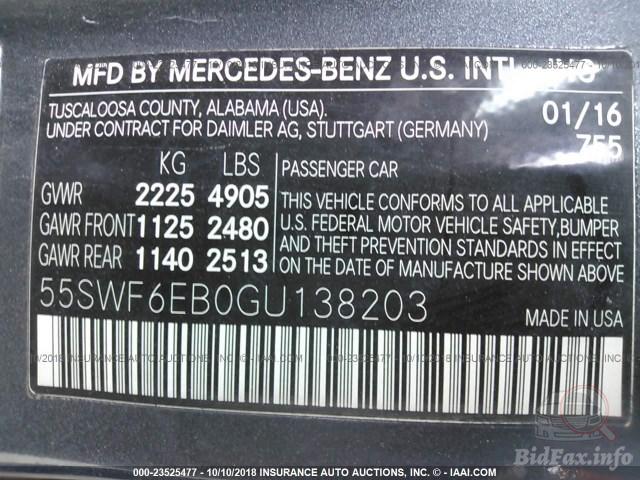 MFD BY MERCEDES-BENZ U.S. INTL
TUSCALOOSA COUNTY, ALABAMA (USA). 01/16
UNDER CONTRACT FOR DAIMLER AG, STUTTGART (GERMANY) 755
KG LBS PASSENGER CAR
GVWR 2225 4905 THIS VEHICLE CONFORMS TO ALL APPLICABLE
GAWR FRONT 1125 2480 U.S. FEDERAL MOTOR VEHICLE SAFETY, BUMPER
GAWR REAR 1140 2513 AND THEFT PREVENTION STANDARDS IN EFFECT
ON THE DATE OF MANUFACTURE SHOWN ABOVE.
55SWF6EB0GU138203 MADE IN USA
BidFax.info
000-23525477 - 10/10/2018 INSURANCE AUTO AUCTIONS, INC. - © IAAI.COM